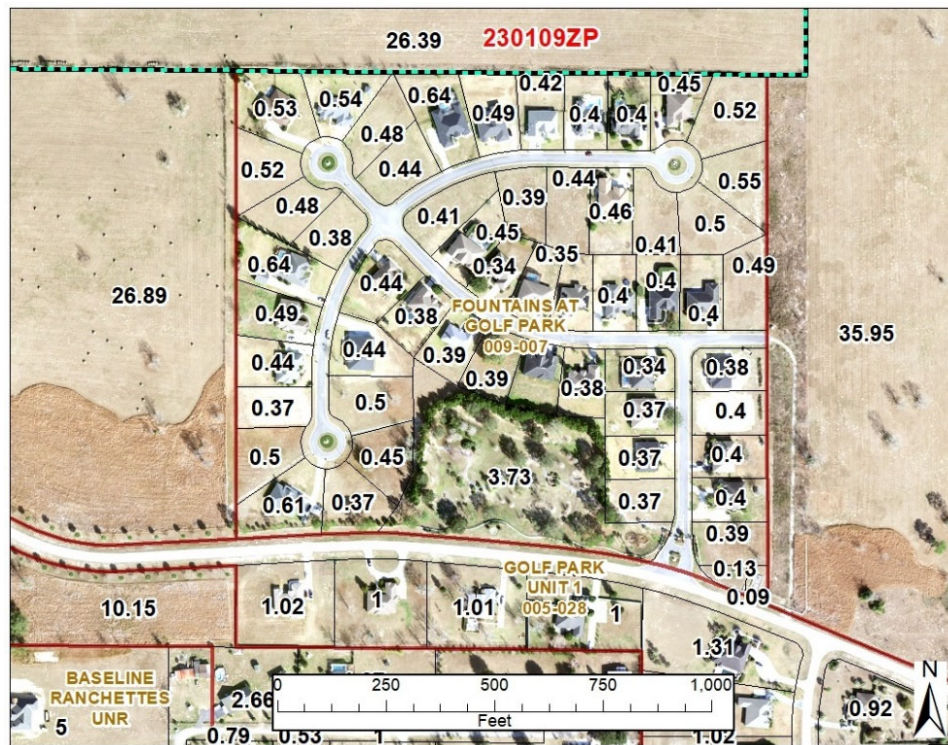 26.39 230109ZP
0.53 0.54 0.64 0.49 0.42 0.4 0.4 0.45 0.52
0.48
0.52 0.44 0.44 0.55
0.48 0.39 0.46 0.5
0.41
0.38 0.45 0.41
0.64 0.34 0.35 0.49
26.89 0.44 0.4 0.4 0.4
0.49 0.38 FOUNTAINS AT
GOLF PARK
009-007
35.95
0.44 0.44 0.39 0.34 0.38
0.39 0.38
0.37 0.5 0.37 0.4
0.5 0.45 0.37 0.4
3.73
0.61 0.37 0.37 0.4
0.39
GOLF PARK
UNIT 1
005-028
0.13
0.09
10.15 1.02 1 1.01 1
1.31
BASELINE
RANCHETTES
UNR
2.66
5
0.79 0.53 1 1.02
0.92
0 250 500 750 1,000
Feet
N